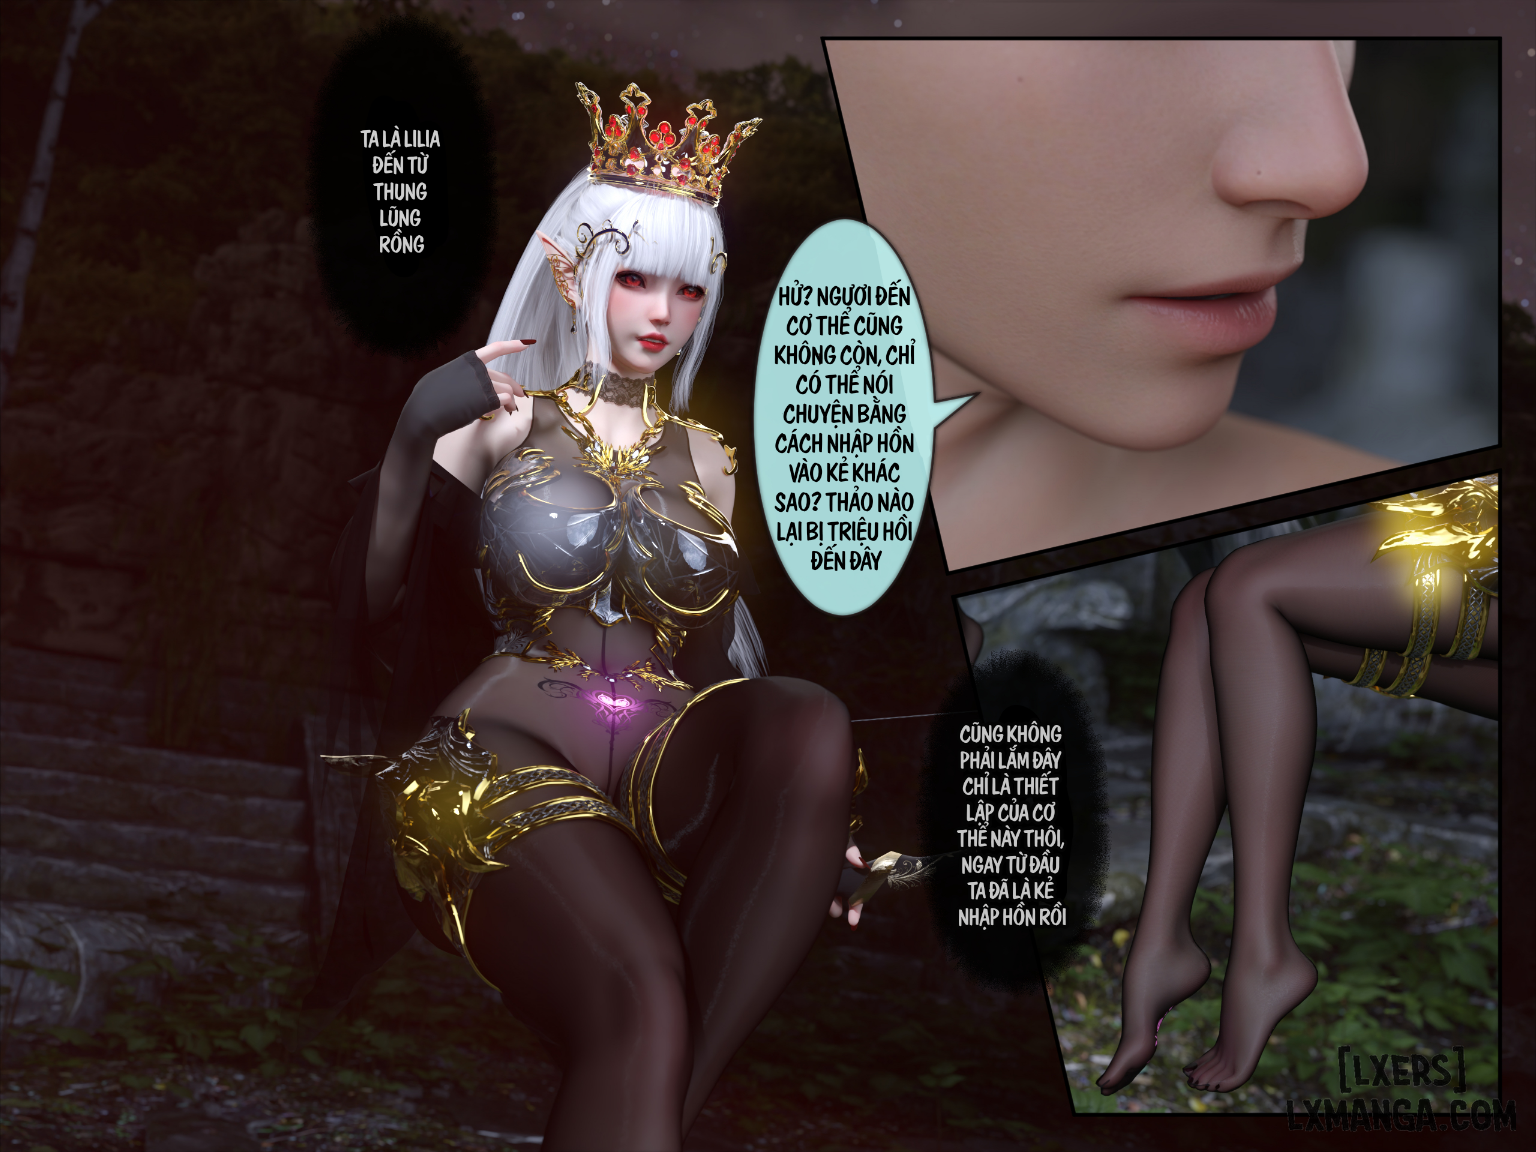 TA LÀ LILIA
ĐẾN TỪ
THUNG
LŨNG
RỒNG
HỬ? NGƯƠI ĐẾN
CƠ THỂ CŨNG
KHÔNG CÒN, CHỈ
CÓ THỂ NÓI
CHUYỆN BẰNG
CÁCH NHẬP HỒN
VÀO KẺ KHÁC
SAO? THẢO NÀO
LẠI BỊ TRIỆU HỒI
ĐẾN ĐÂY
CŨNG KHÔNG
PHẢI LẮM ĐÂY
CHỈ LÀ THIẾT
LẬP CỦA CƠ
THỂ NÀY THÔI,
NGAY TỪ ĐẦU
TA ĐÃ LÀ KẺ
NHẬP HỒN RỒI
[LXERS]
LXMANGA.COM